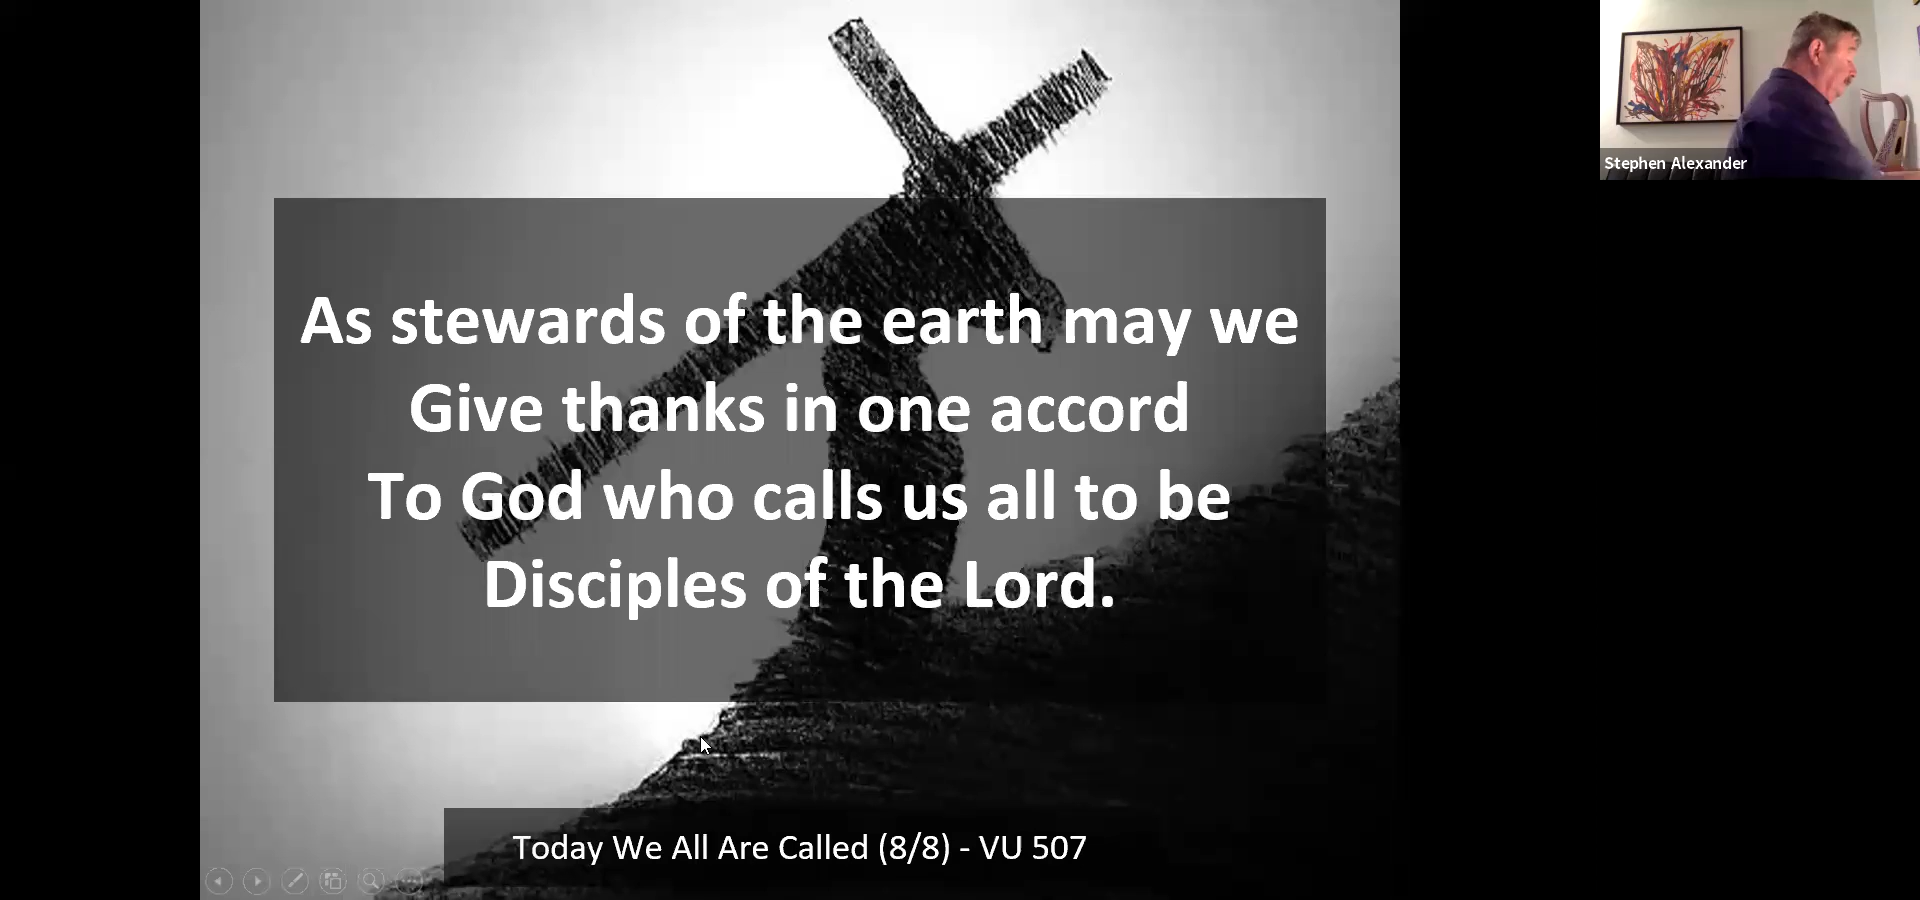 As stewards of the earth may we
Give thanks in one accord
To God who calls us all to be
Disciples of the Lord.
Today We All Are Called (8/8) - VU 507
Stephen Alexander